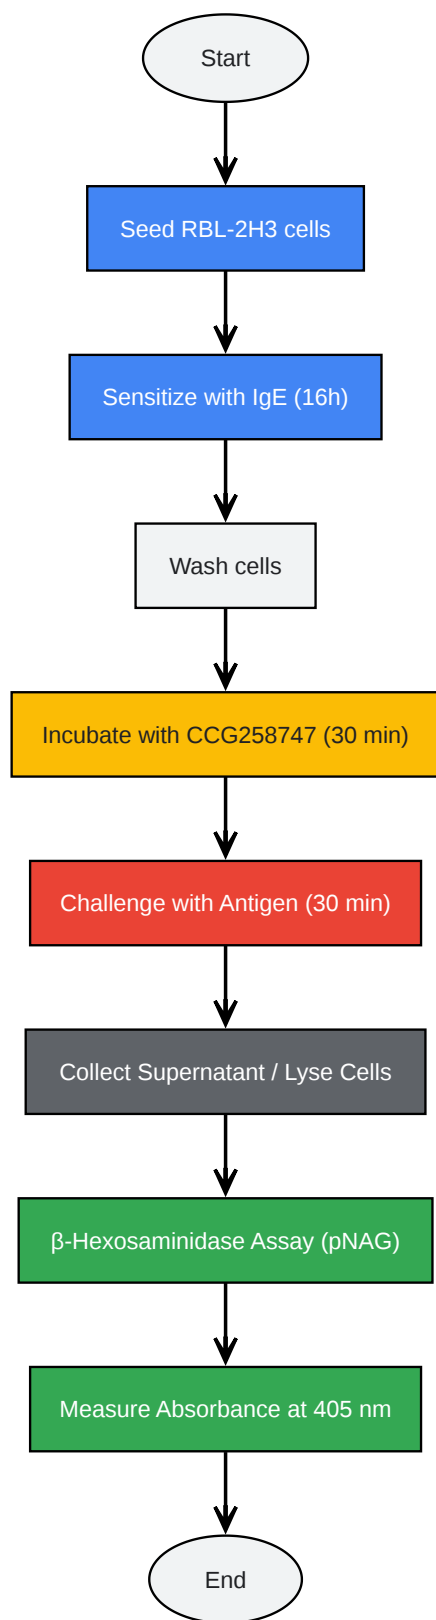 Start
Seed RBL-2H3 cells
Sensitize with IgE (16h)
Wash cells
Incubate with CCG258747 (30 min)
Challenge with Antigen (30 min)
Collect Supernatant / Lyse Cells
β-Hexosaminidase Assay (pNAG)
Measure Absorbance at 405 nm
End